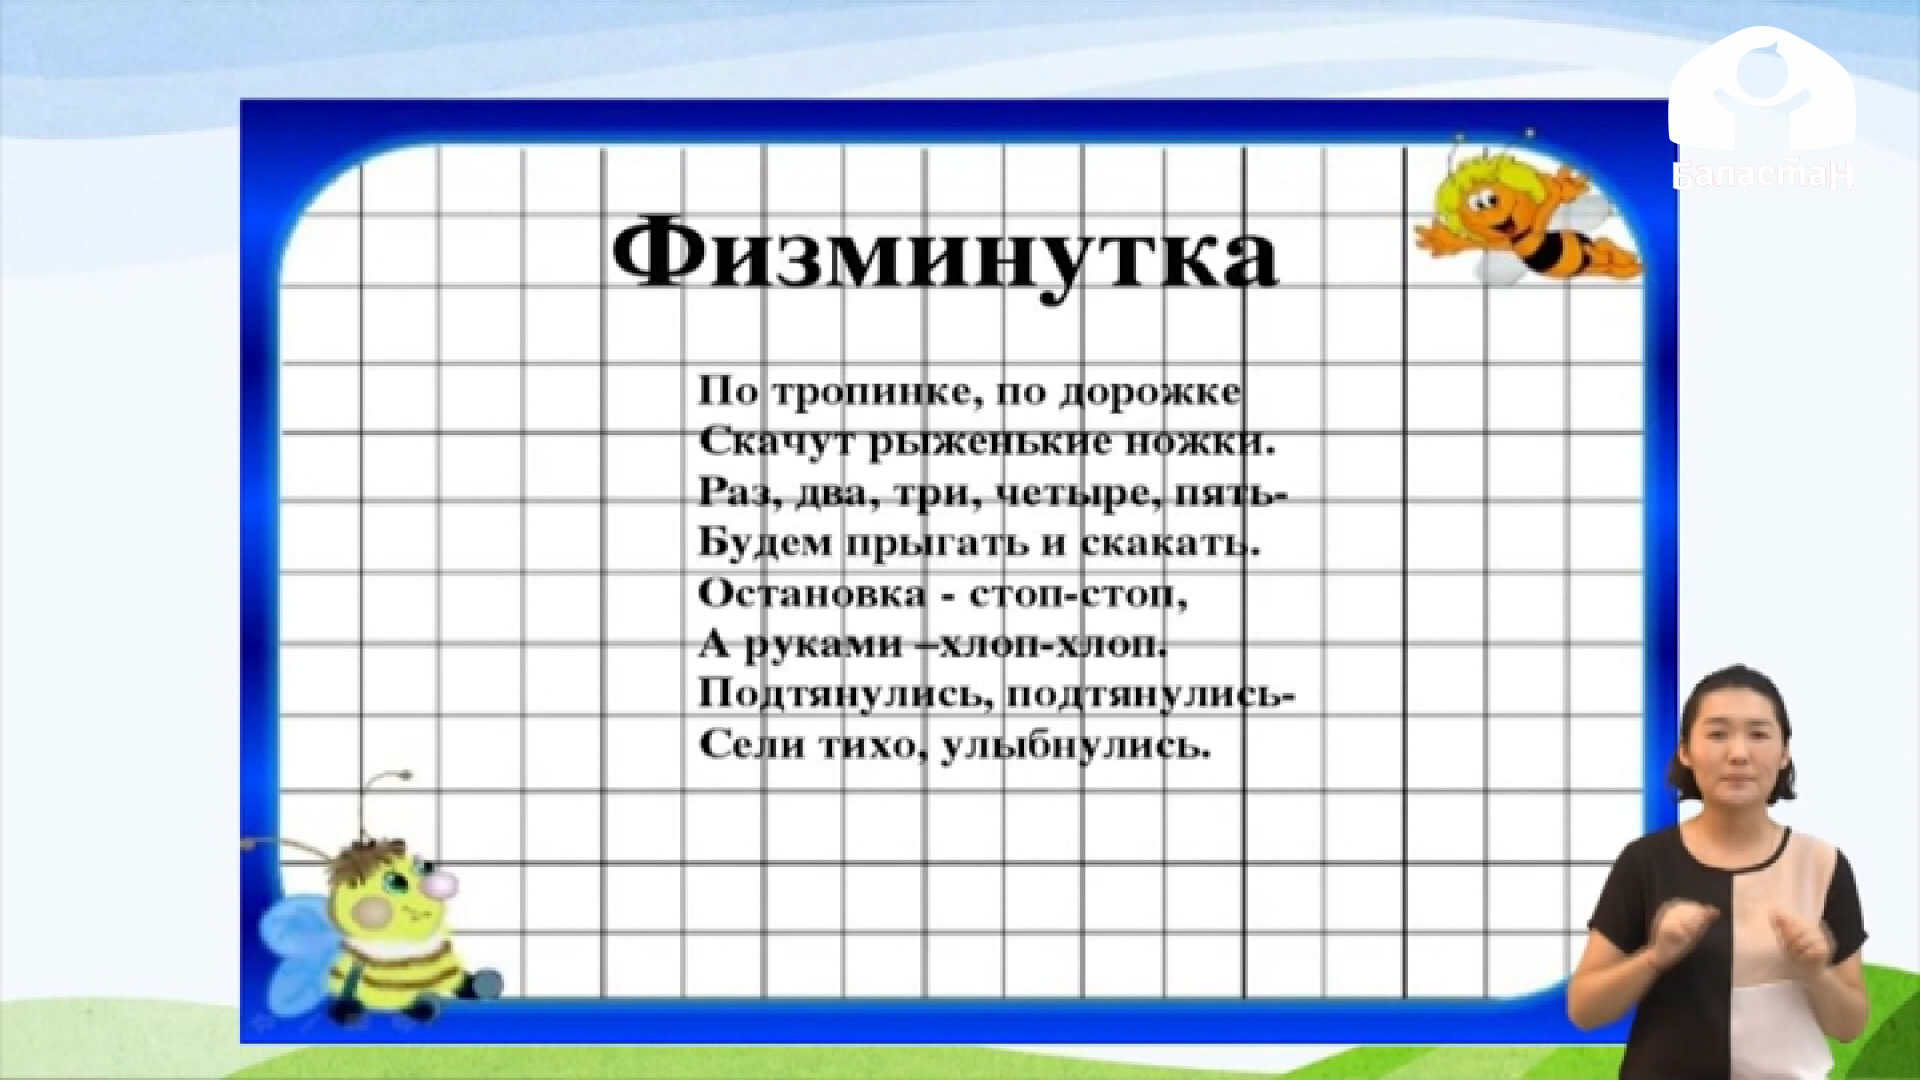 Баластан
Физминутка
По тропинке, по дорожке
Скачут рыженькие ножки.
Раз, два, три, четыре, пять-
Будем прыгать и скакать.
Остановка - стоп-стоп,
А руками –хлоп-хлоп.
Подтянулись, подтянулись-
Сели тихо, улыбнулись.